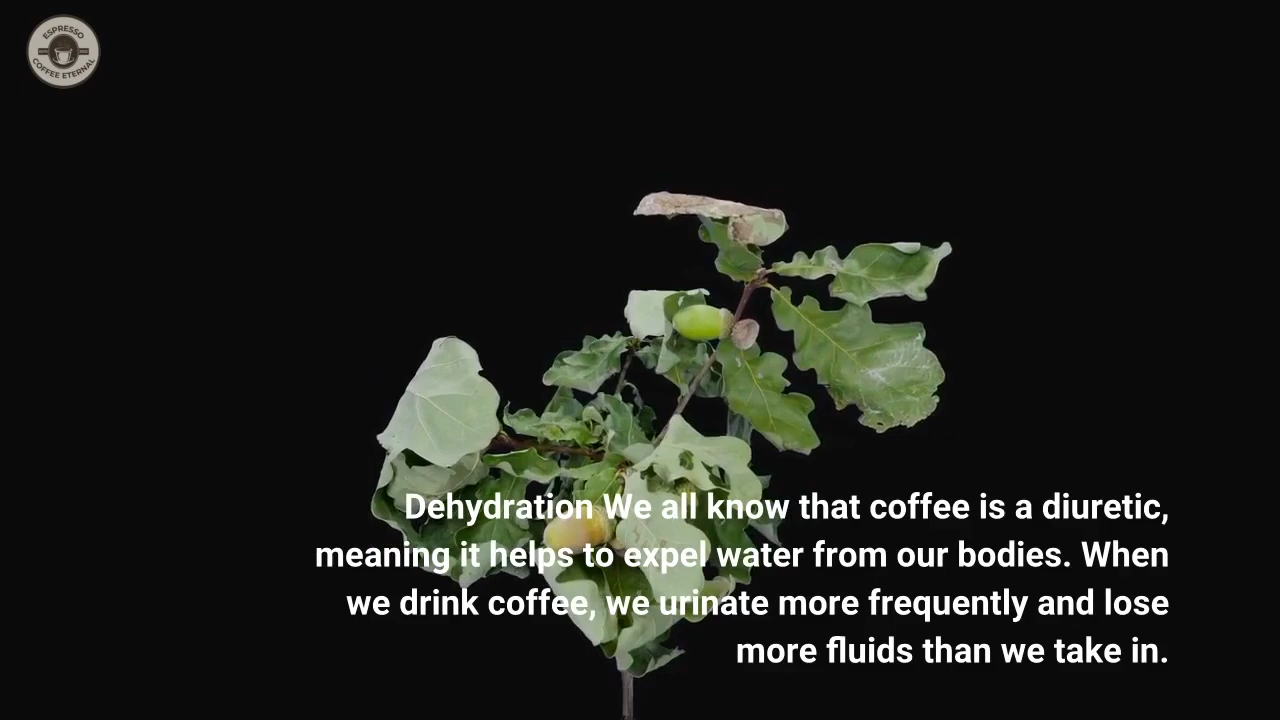 ESPRESSO
COFFEE ETERNAL
Dehydration We all know that coffee is a diuretic,
meaning it helps to expel water from our bodies. When
we drink coffee, we urinate more frequently and lose
more fluids than we take in.